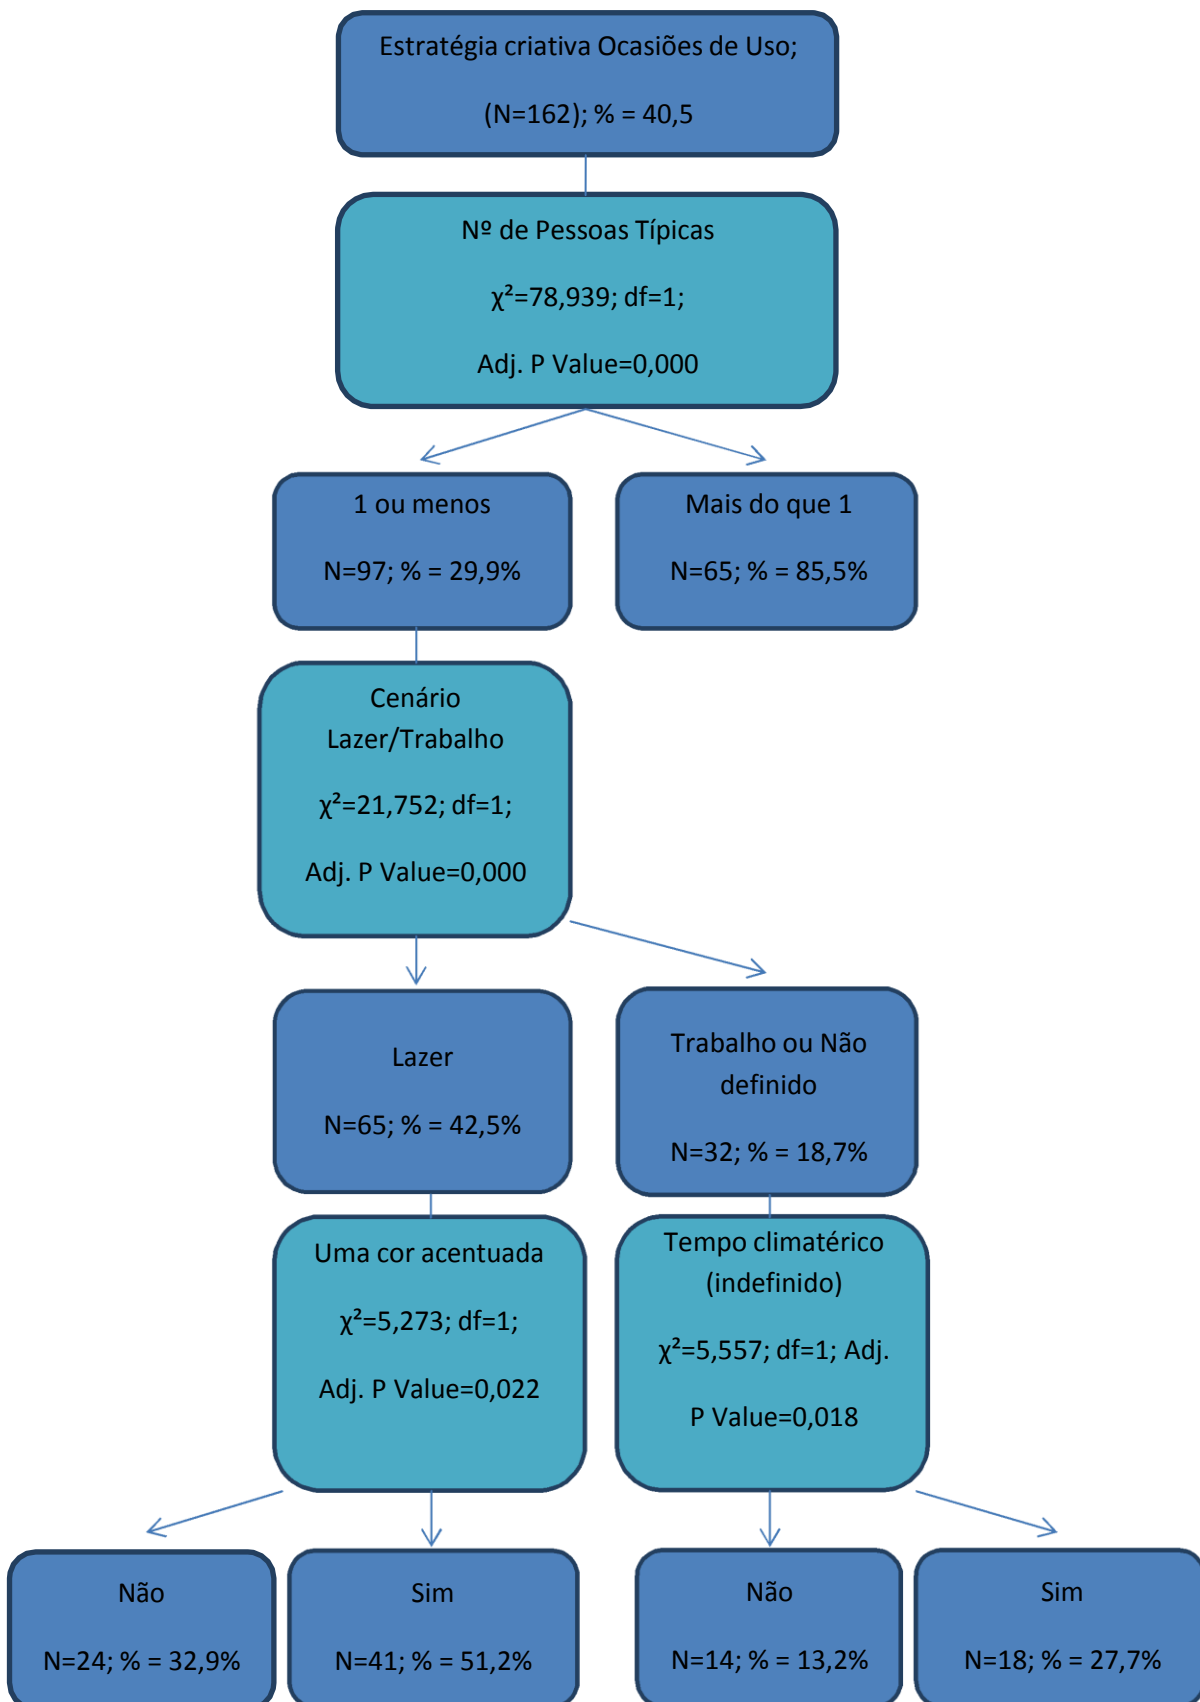 Estratégia criativa Ocasiões de Uso;
(N=162); % = 40,5
Nº de Pessoas Típicas
χ²=78,939; df=1;
Adj. P Value=0,000
1 ou menos
N=97; % = 29,9%
Mais do que 1
N=65; % = 85,5%
Cenário
Lazer/Trabalho
χ²=21,752; df=1;
Adj. P Value=0,000
Lazer
N=65; % = 42,5%
Trabalho ou Não
definido
N=32; % = 18,7%
Uma cor acentuada
χ²=5,273; df=1;
Adj. P Value=0,022
Tempo climatérico
(indefinido)
χ²=5,557; df=1; Adj.
P Value=0,018
Não
N=24; % = 32,9%
Sim
N=41; % = 51,2%
Não
N=14; % = 13,2%
Sim
N=18; % = 27,7%